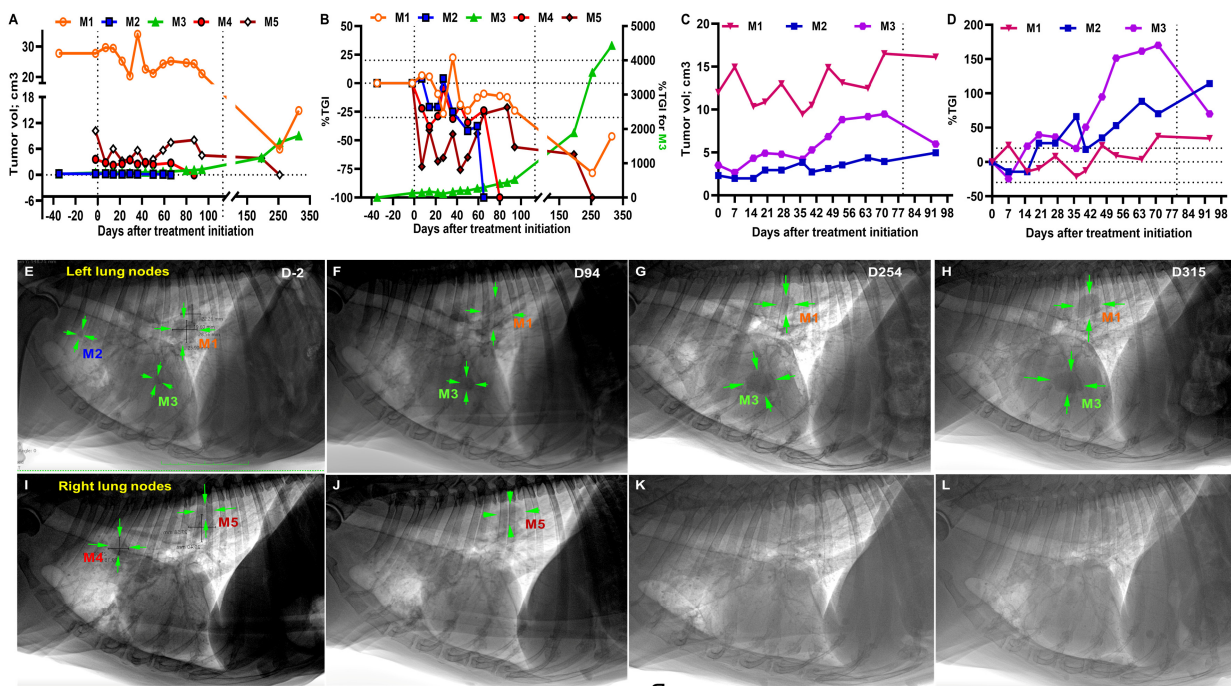 A
M1 M2 M3 M4 M5
Tumor vol; cm3
30
20
18
12
6
0
-6
-40 -20 0 20 40 60 80 100 150 250 330
Days after treatment initiation
B
M1 M2 M3 M4 M5
%TGI
50
25
0
-25
-50
-75
-100
5000
4000
3000
2000
1000
0
%TGI for M3
-40 -20 0 20 40 60 80 100 150 250 315
Days after treatment initiation
C
M1 M2 M3
Tumor vol; cm3
20
15
10
5
0
0 7 14 21 28 35 42 49 56 63 70 77 84 91 98
Days after treatment initiation
D
M1 M2 M3
%TGI
200
150
100
50
0
-50
0 7 14 21 28 35 42 49 56 63 70 77 84 91 98
Days after treatment initiation
E Left lung nodes D-2
M2
M1
M3
F D94
M1
M3
G D254
M1
M3
H D315
M1
M3
I Right lung nodes
M5
M4
J
M5
K
L